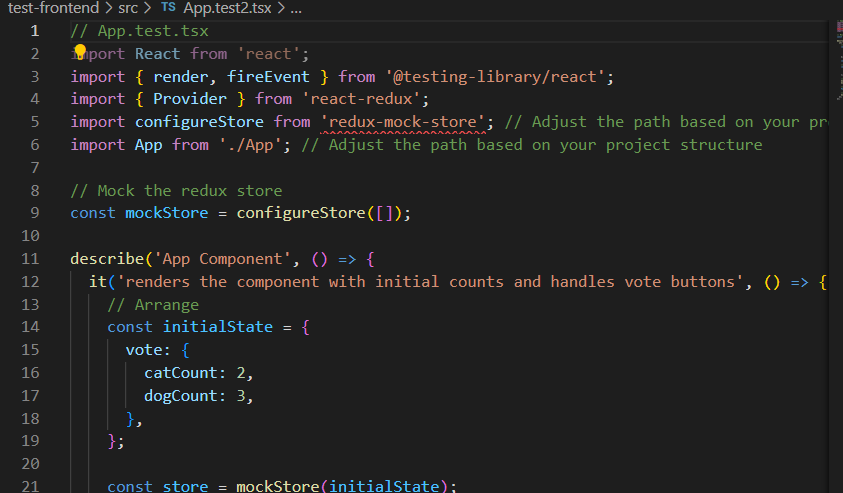 test-frontend > src > TS App.test2.tsx > ...
1 // App.test.tsx
2 import React from 'react';
3 import { render, fireEvent } from '@testing-library/react';
4 import { Provider } from 'react-redux';
5 import configureStore from 'redux-mock-store'; // Adjust the path based on your
6 import App from './App'; // Adjust the path based on your project structure
7
8 // Mock the redux store
9 const mockStore = configureStore([]);
10
11 describe('App Component', () => {
12 it('renders the component with initial counts and handles vote buttons', () => {
13 // Arrange
14 const initialState = {
15 vote: {
16 catCount: 2,
17 dogCount: 3,
18 },
19 };
20
21 const store = mockStore(initialState);